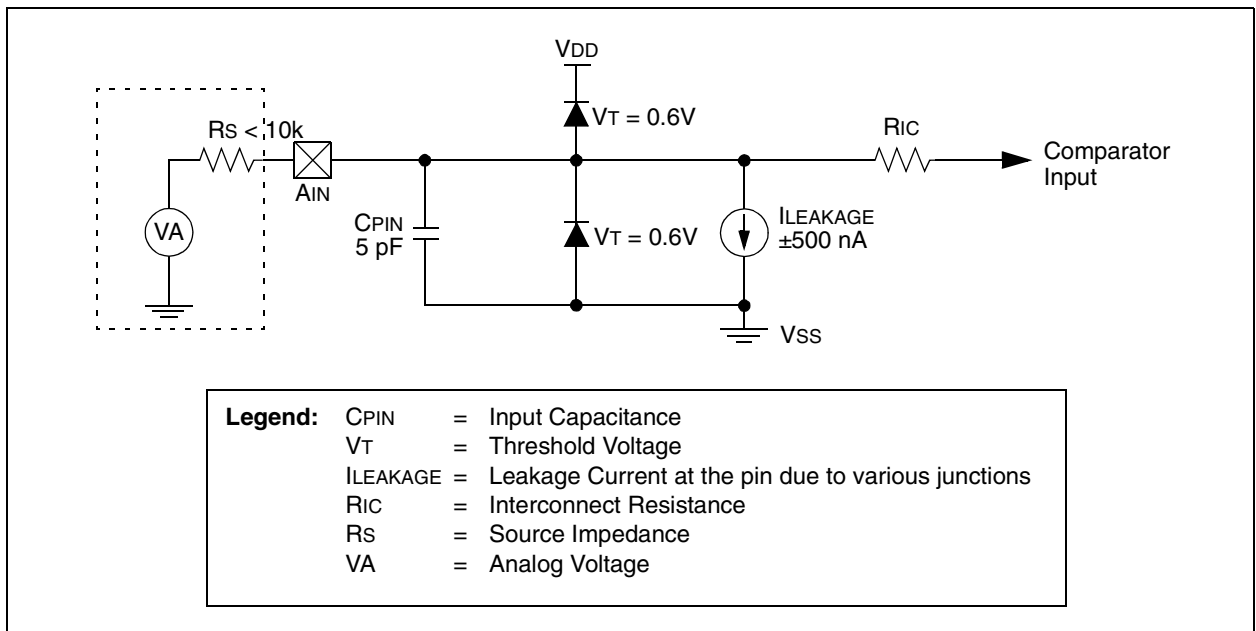 VDD
VT = 0.6V
RS < 10k
RIC
AIN
Comparator
Input
VA
CPIN
5 pF
VT = 0.6V
ILEAKAGE
±500 nA
VSS
Legend: CPIN = Input Capacitance
VT = Threshold Voltage
ILEAKAGE = Leakage Current at the pin due to various junctions
RIC = Interconnect Resistance
RS = Source Impedance
VA = Analog Voltage